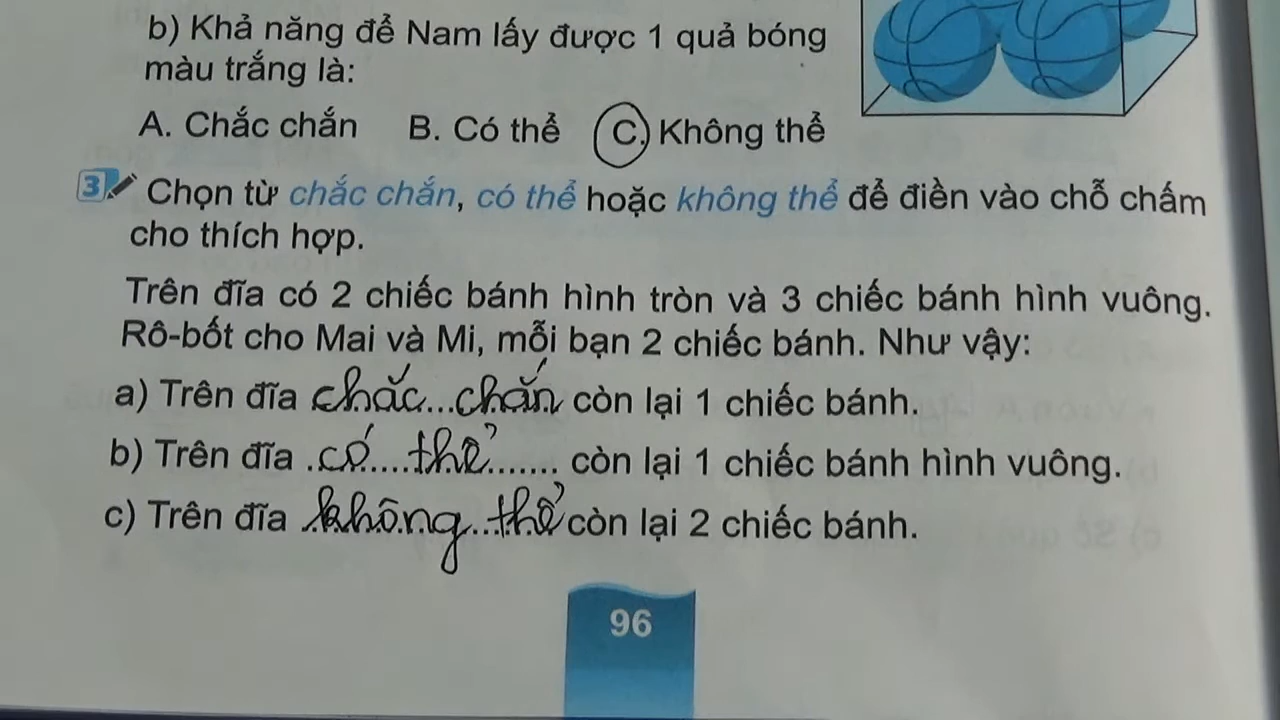 b) Khả năng để Nam lấy được 1 quả bóng
màu trắng là:
A. Chắc chắn B. Có thể C. Không thể
3 Chọn từ chắc chắn, có thể hoặc không thể để điền vào chỗ chấm
cho thích hợp.
Trên đĩa có 2 chiếc bánh hình tròn và 3 chiếc bánh hình vuông.
Rô-bốt cho Mai và Mi, mỗi bạn 2 chiếc bánh. Như vậy:
a) Trên đĩa chắc...chắn còn lại 1 chiếc bánh.
b) Trên đĩa .có.....thể....... còn lại 1 chiếc bánh hình vuông.
c) Trên đĩa không...thể còn lại 2 chiếc bánh.
96